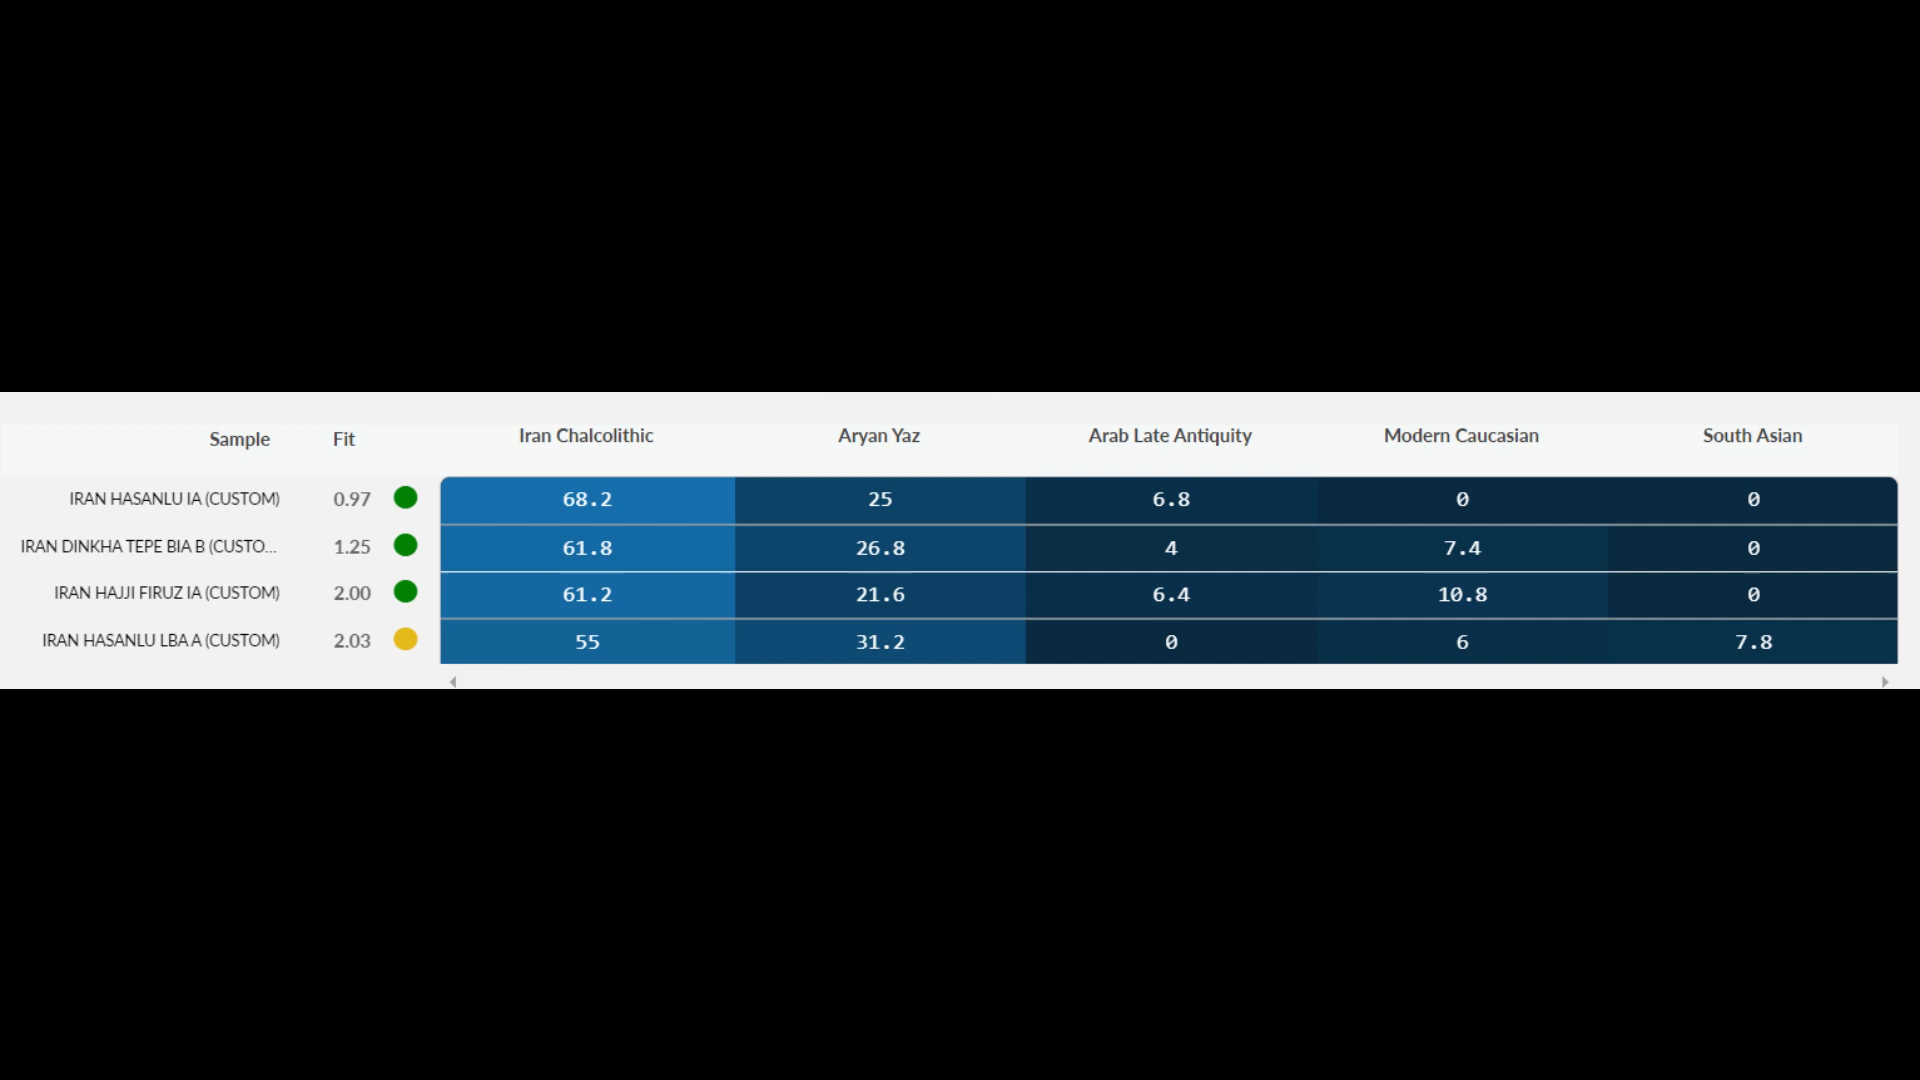 Sample Fit Iran Chalcolithic Aryan Yaz Arab Late Antiquity Modern Caucasian South Asian
IRAN HASANLU IA (CUSTOM) 0.97 68.2 25 6.8 0 0
IRAN DINKHA TEPE BIA B (CUSTO... 1.25 61.8 26.8 4 7.4 0
IRAN HAJJI FIRUZ IA (CUSTOM) 2.00 61.2 21.6 6.4 10.8 0
IRAN HASANLU LBA A (CUSTOM) 2.03 55 31.2 0 6 7.8